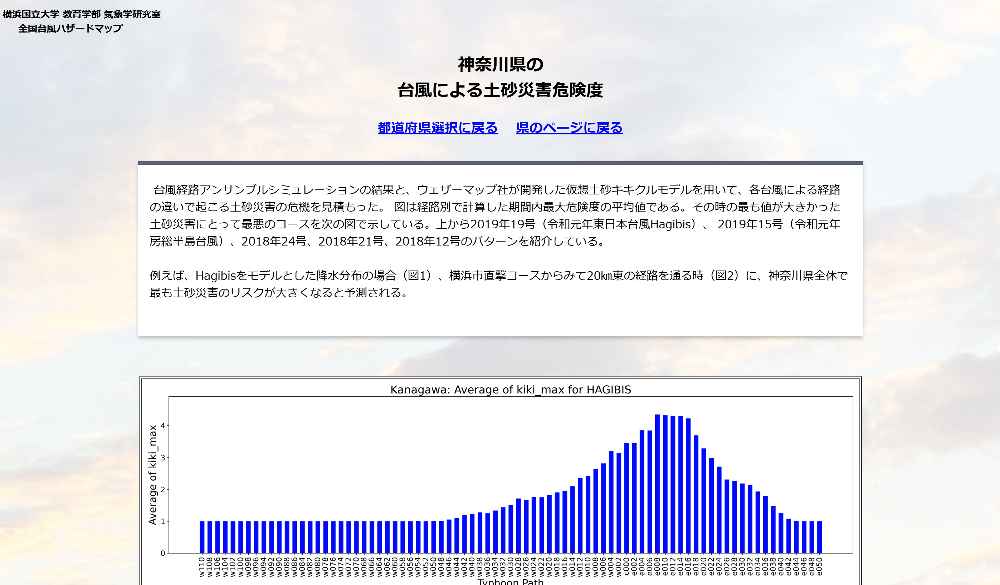 横浜国立大学 教育学部 気象学研究室
全国台風ハザードマップ
神奈川県の
台風による土砂災害危険度
都道府県選択に戻る 県のページに戻る
台風経路アンサンブルシミュレーションの結果と、ウェザーマップ社が開発した仮想土砂キキクルモデルを用いて、各台風による経路
の違いで起こる土砂災害の危機を見積もった。 図は経路別で計算した期間内最大危険度の平均値である。その時の最も値が大きかった
土砂災害にとって最悪のコースを次の図で示している。上から2019年19号（令和元年東日本台風Hagibis）、 2019年15号（令和元年
房総半島台風）、2018年24号、2018年21号、2018年12号のパターンを紹介している。
例えば、Hagibisをモデルとした降水分布の場合（図1）、横浜市直撃コースからみて20㎞東の経路を通る時（図2）に、神奈川県全体で
最も土砂災害のリスクが大きくなると予測される。
Kanagawa: Average of kiki_max for HAGIBIS
Average of kiki_max
4
3
2
1
0
w110 w108 w106 w104 w102 w100 w098 w096 w094 w092 w090 w088 w086 w084 w082 w080 w078 w076 w074 w072 w070 w068 w066 w064 w062 w060 w058 w056 w054 w052 w050 w048 w046 w044 w042 w040 w038 w036 w034 w032 w030 w028 w026 w024 w022 w020 w018 w016 w014 w012 w010 w008 w006 w004 w002 c000 e002 e004 e006 e008 e010 e012 e014 e016 e018 e020 e022 e024 e026 e028 e030 e032 e034 e036 e038 e040 e042 e044 e046 e048 e050
Typhoon Path